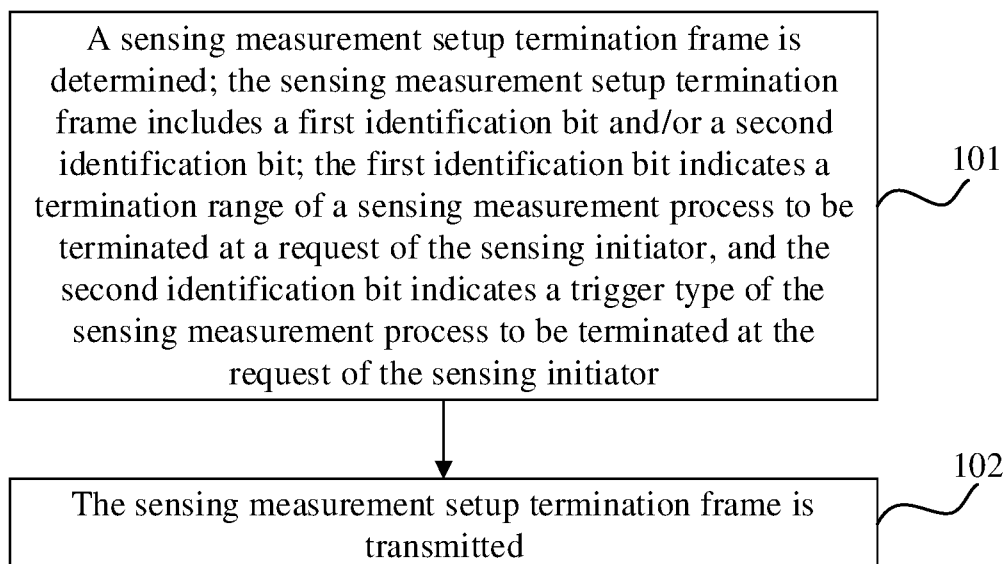 A sensing measurement setup termination frame is
determined; the sensing measurement setup termination
frame includes a first identification bit and/or a second
identification bit; the first identification bit indicates a
termination range of a sensing measurement process to be
terminated at a request of the sensing initiator, and the
second identification bit indicates a trigger type of the
sensing measurement process to be terminated at the
request of the sensing initiator
101
The sensing measurement setup termination frame is
transmitted
102